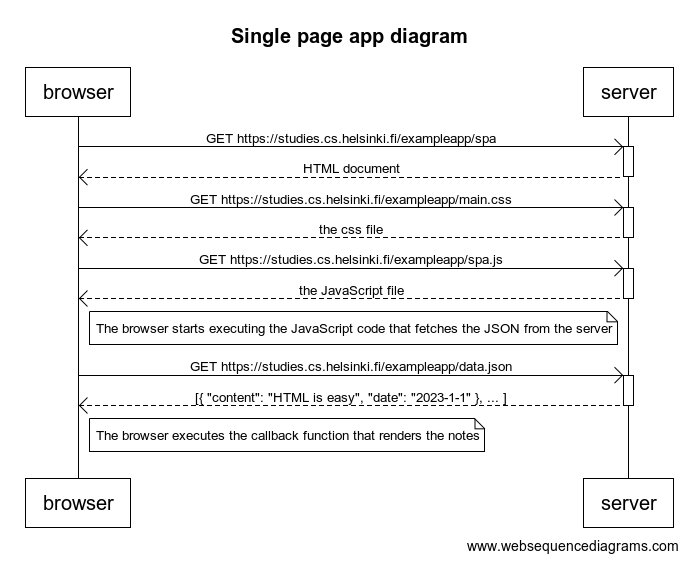 Single page app diagram
browser
server
GET https://studies.cs.helsinki.fi/exampleapp/spa
HTML document
GET https://studies.cs.helsinki.fi/exampleapp/main.css
the css file
GET https://studies.cs.helsinki.fi/exampleapp/spa.js
the JavaScript file
The browser starts executing the JavaScript code that fetches the JSON from the server
GET https://studies.cs.helsinki.fi/exampleapp/data.json
[{ "content": "HTML is easy", "date": "2023-1-1" }, ... ]
The browser executes the callback function that renders the notes
browser
server
www.websequencediagrams.com